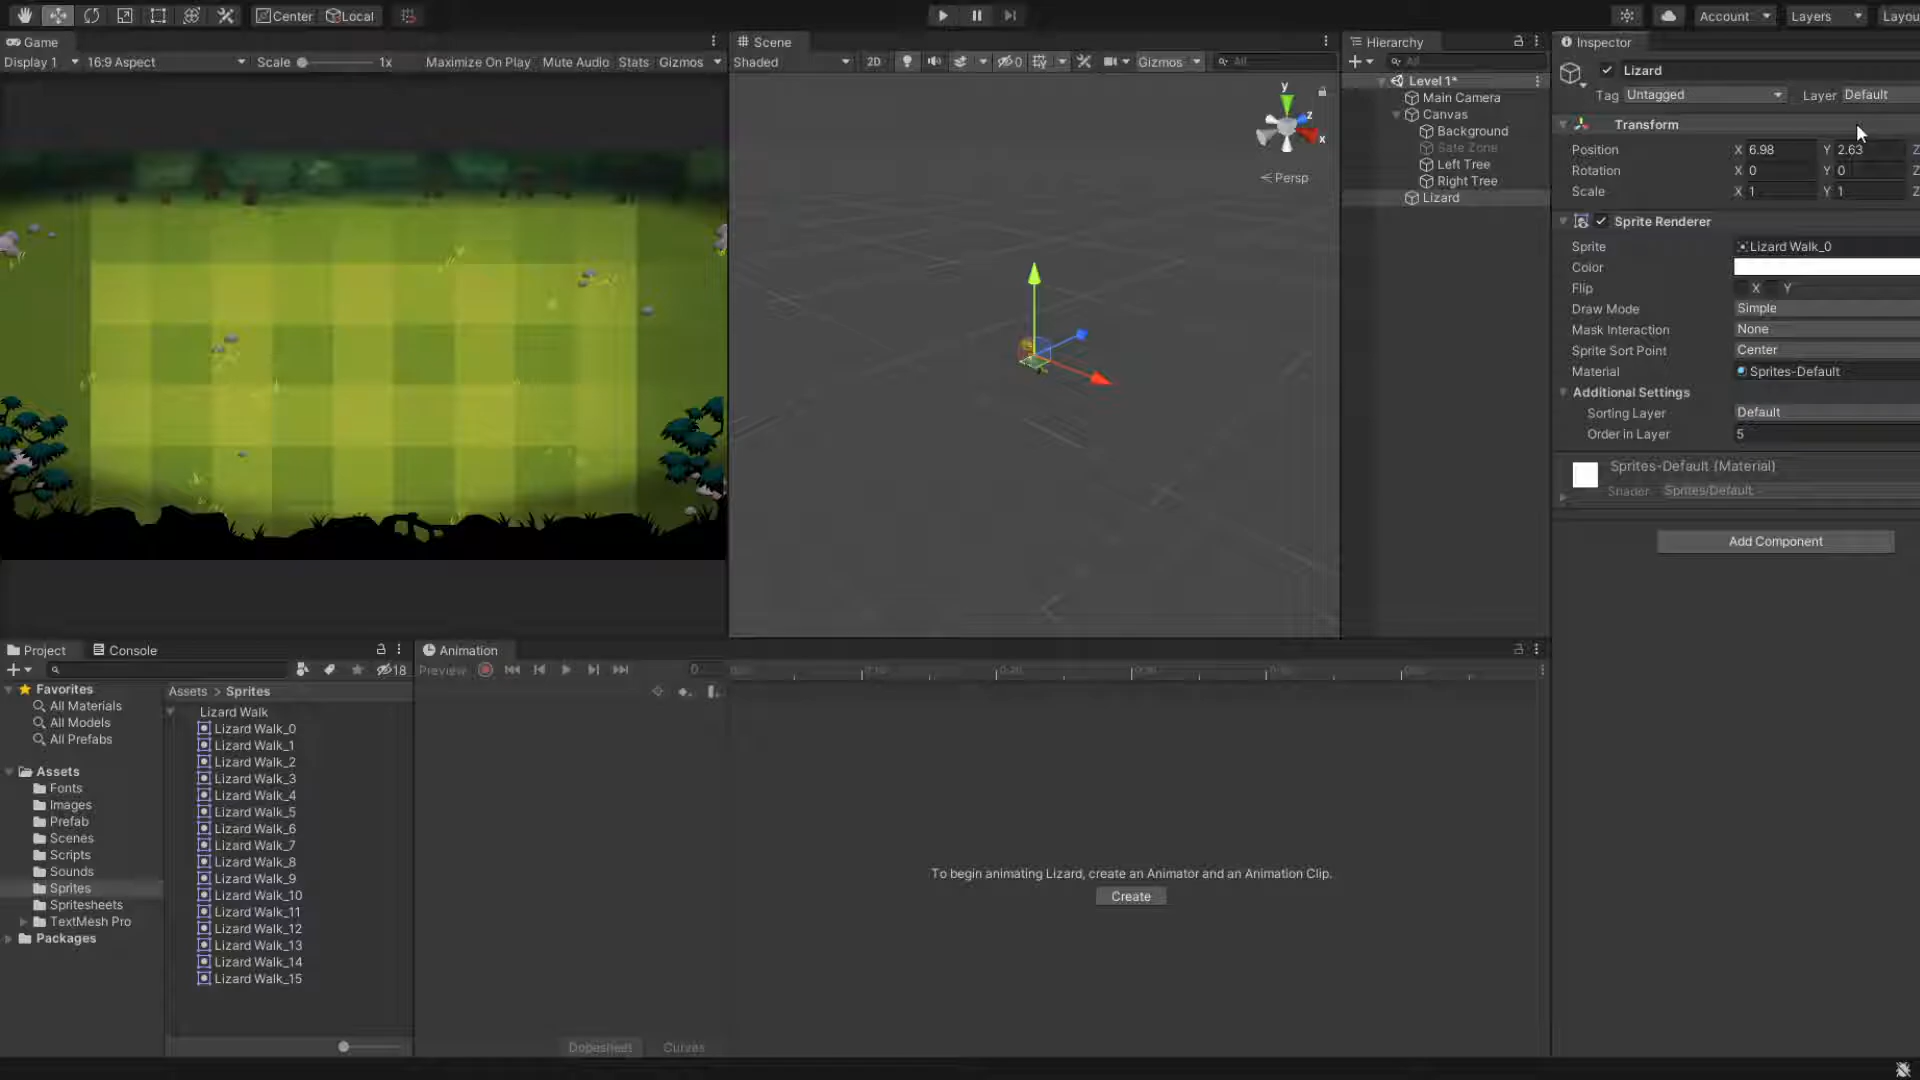 Center Local Account Layers Layou
Game
Display 1 16:9 Aspect Scale 1x Maximize On Play Mute Audio Stats Gizmos
Scene
Shaded 2D 0 Gizmos All
y
z
x
Persp
Hierarchy
All
Level 1*
Main Camera
Canvas
Background
Safe Zone
Left Tree
Right Tree
Lizard
Inspector
Lizard
Tag Untagged Layer Default
Transform
Position X 6.98 Y 2.63 Z
Rotation X 0 Y 0 Z
Scale X 1 Y 1 Z
Sprite Renderer
Sprite Lizard Walk_0
Color
Flip X Y
Draw Mode Simple
Mask Interaction None
Sprite Sort Point Center
Material Sprites-Default
Additional Settings
Sorting Layer Default
Order in Layer 5
Sprites-Default (Material)
Shader Sprites/Default
Add Component
Project Console
18
Favorites
All Materials
All Models
All Prefabs
Assets
Fonts
Images
Prefab
Scenes
Scripts
Sounds
Sprites
Spritesheets
TextMesh Pro
Packages
Assets > Sprites
Lizard Walk
Lizard Walk_0
Lizard Walk_1
Lizard Walk_2
Lizard Walk_3
Lizard Walk_4
Lizard Walk_5
Lizard Walk_6
Lizard Walk_7
Lizard Walk_8
Lizard Walk_9
Lizard Walk_10
Lizard Walk_11
Lizard Walk_12
Lizard Walk_13
Lizard Walk_14
Lizard Walk_15
Animation
Preview 0
To begin animating Lizard, create an Animator and an Animation Clip.
Create
Dopesheet Curves